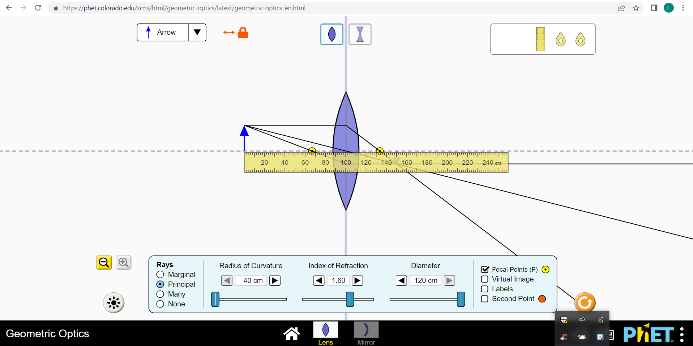 https://phet.colorado.edu/sims/html/geometric-optics/latest/geometric-optics_en.html
Arrow
20 40 60 80 100 120 140 160 180 200 220 240 cm
Rays
Marginal
Principal
Many
None
Radius of Curvature
40 cm
Index of Refraction
1.60
Diameter
120 cm
Focal Points (F)
Virtual Image
Labels
Second Point
Geometric Optics
Lens
Mirror
PhET